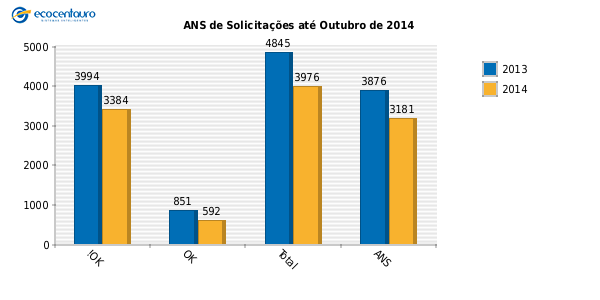 ecocentauro
ANS de Solicitações até Outubro de 2014
5000
4000
3000
2000
1000
0
3994
3384
851
592
4845
3976
3876
3181
!OK
OK
Total
ANS
2013
2014